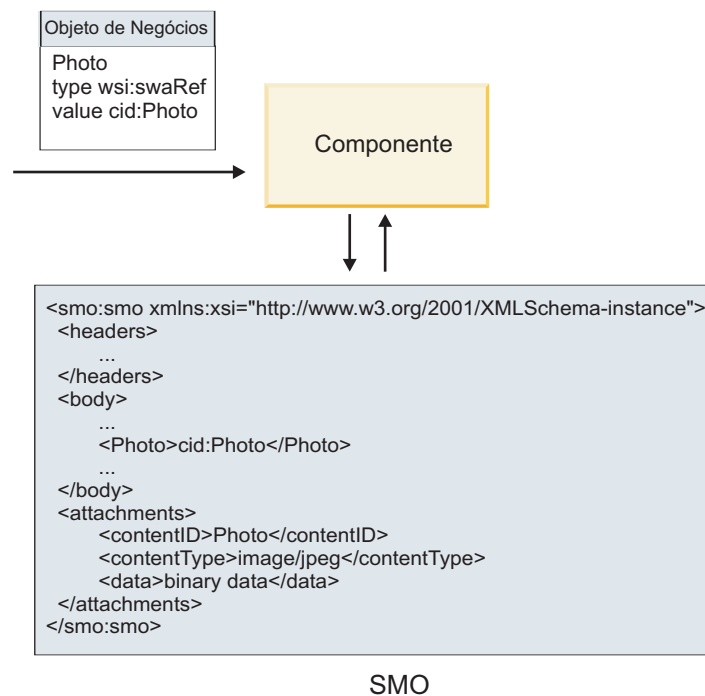 Objeto de Negócios
Photo
type wsi:swaRef
value cid:Photo
Componente
<smo:smo xmlns:xsi="http://www.w3.org/2001/XMLSchema-instance">
<headers>
...
</headers>
<body>
...
<Photo>cid:Photo</Photo>
...
</body>
<attachments>
<contentID>Photo</contentID>
<contentType>image/jpeg</contentType>
<data>binary data</data>
</attachments>
</smo:smo>
SMO